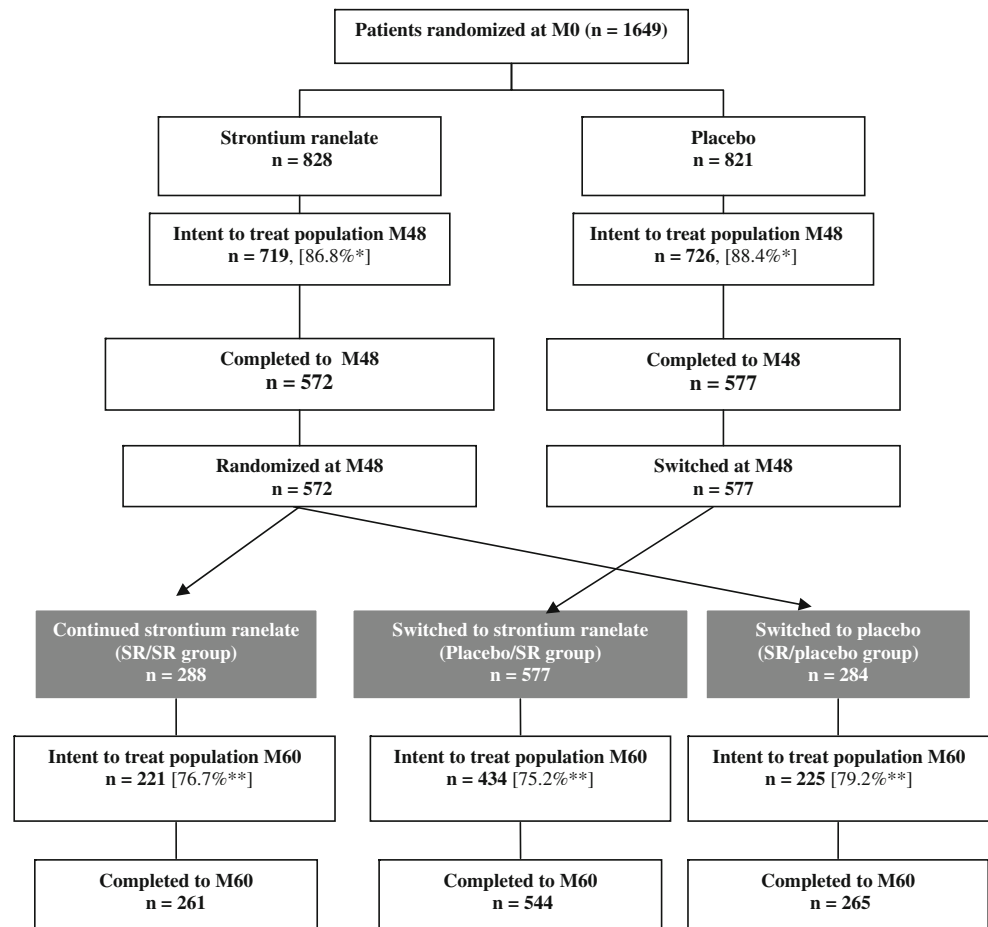 Patients randomized at M0 (n = 1649)
Strontium ranelate
n = 828
Placebo
n = 821
Intent to treat population M48
n = 719, [86.8%*]
Intent to treat population M48
n = 726, [88.4%*]
Completed to M48
n = 572
Completed to M48
n = 577
Randomized at M48
n = 572
Switched at M48
n = 577
Continued strontium ranelate
(SR/SR group)
n = 288
Switched to strontium ranelate
(Placebo/SR group)
n = 577
Switched to placebo
(SR/placebo group)
n = 284
Intent to treat population M60
n = 221 [76.7%**]
Intent to treat population M60
n = 434 [75.2%**]
Intent to treat population M60
n = 225 [79.2%**]
Completed to M60
n = 261
Completed to M60
n = 544
Completed to M60
n = 265